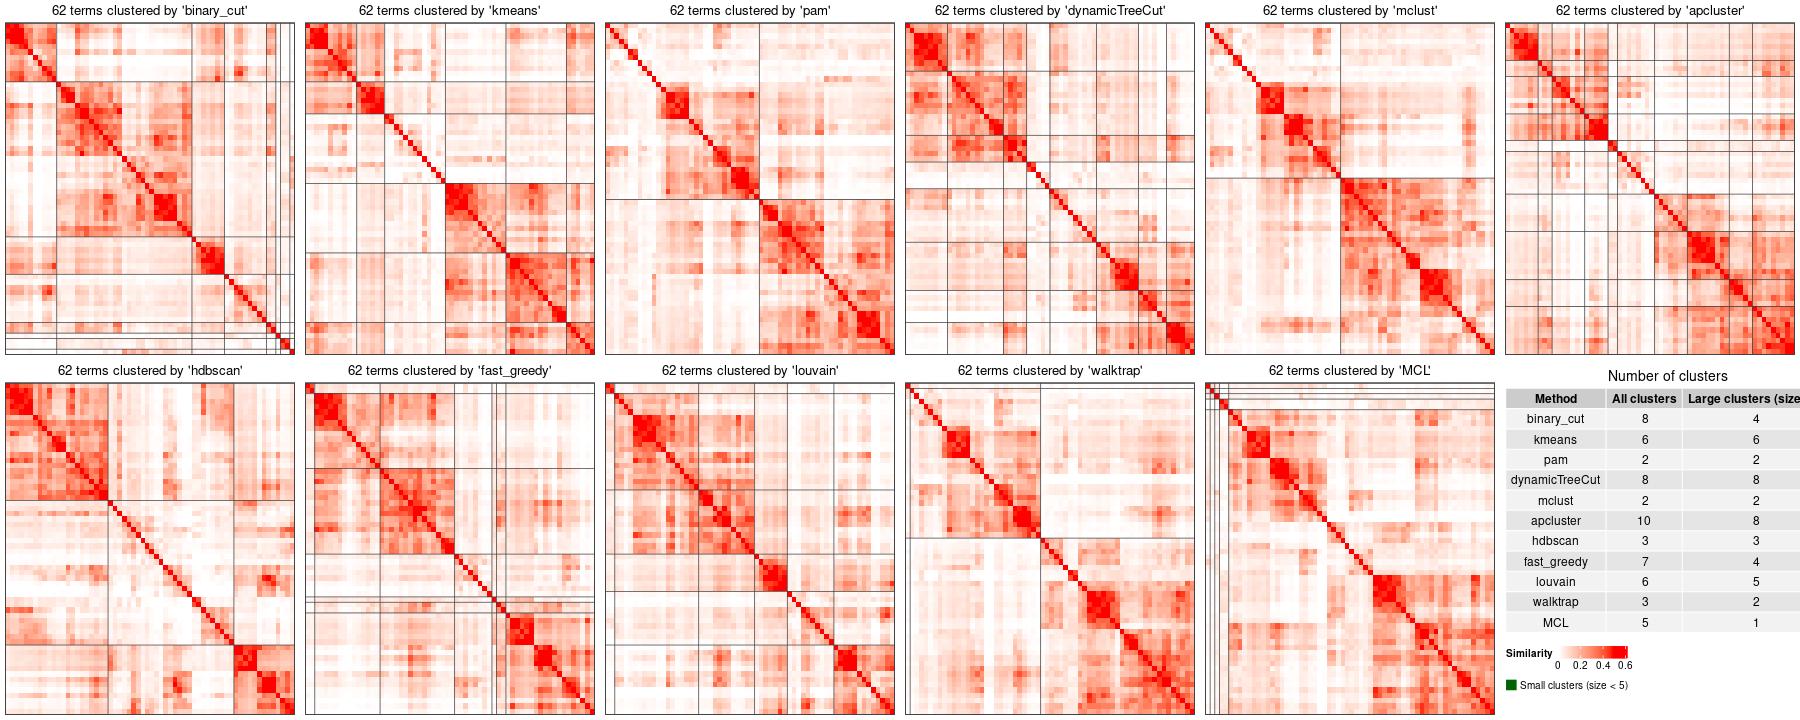 62 terms clustered by 'binary_cut'
62 terms clustered by 'kmeans'
62 terms clustered by 'pam'
62 terms clustered by 'dynamicTreeCut'
62 terms clustered by 'mclust'
62 terms clustered by 'apcluster'
62 terms clustered by 'hdbscan'
62 terms clustered by 'fast_greedy'
62 terms clustered by 'louvain'
62 terms clustered by 'walktrap'
62 terms clustered by 'MCL'
Number of clusters
Method All clusters Large clusters (size
binary_cut 8 4
kmeans 6 6
pam 2 2
dynamicTreeCut 8 8
mclust 2 2
apcluster 10 8
hdbscan 3 3
fast_greedy 7 4
louvain 6 5
walktrap 3 2
MCL 5 1
Similarity
0 0.2 0.4 0.6
Small clusters (size < 5)